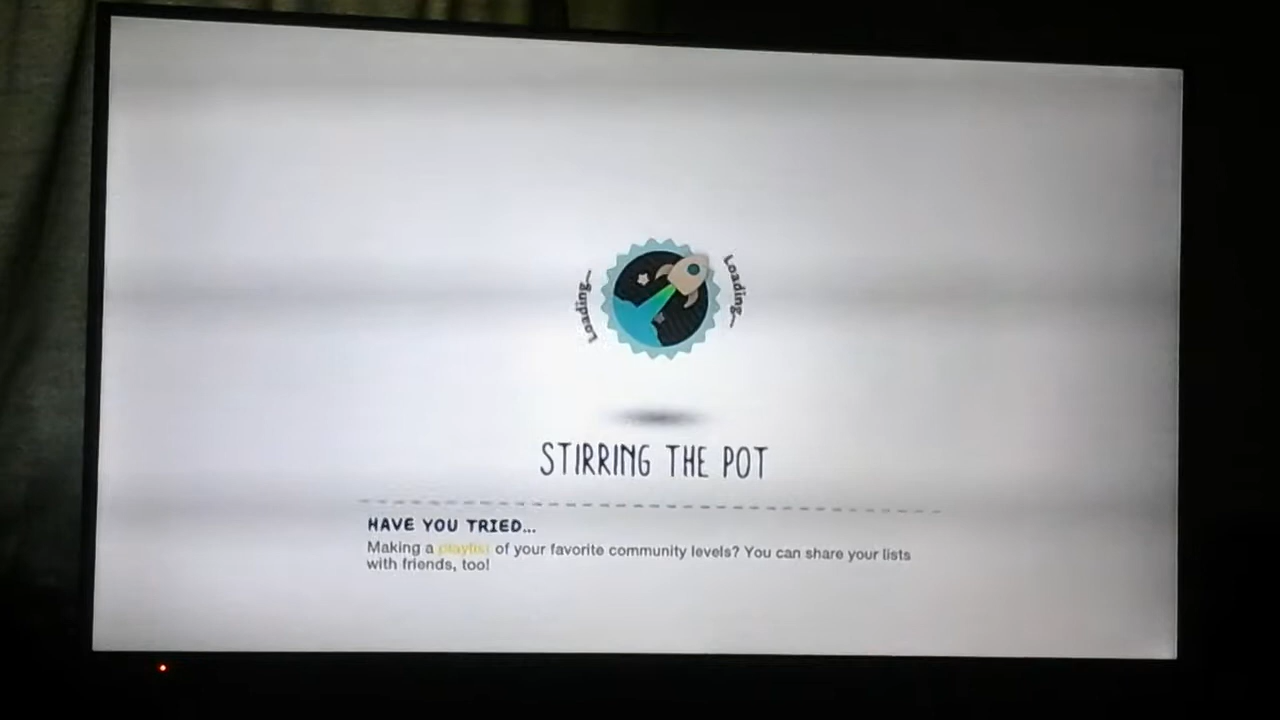 Loading
Loading
STIRRING THE POT
HAVE YOU TRIED...
Making a playlist of your favorite community levels? You can share your lists
with friends, too!